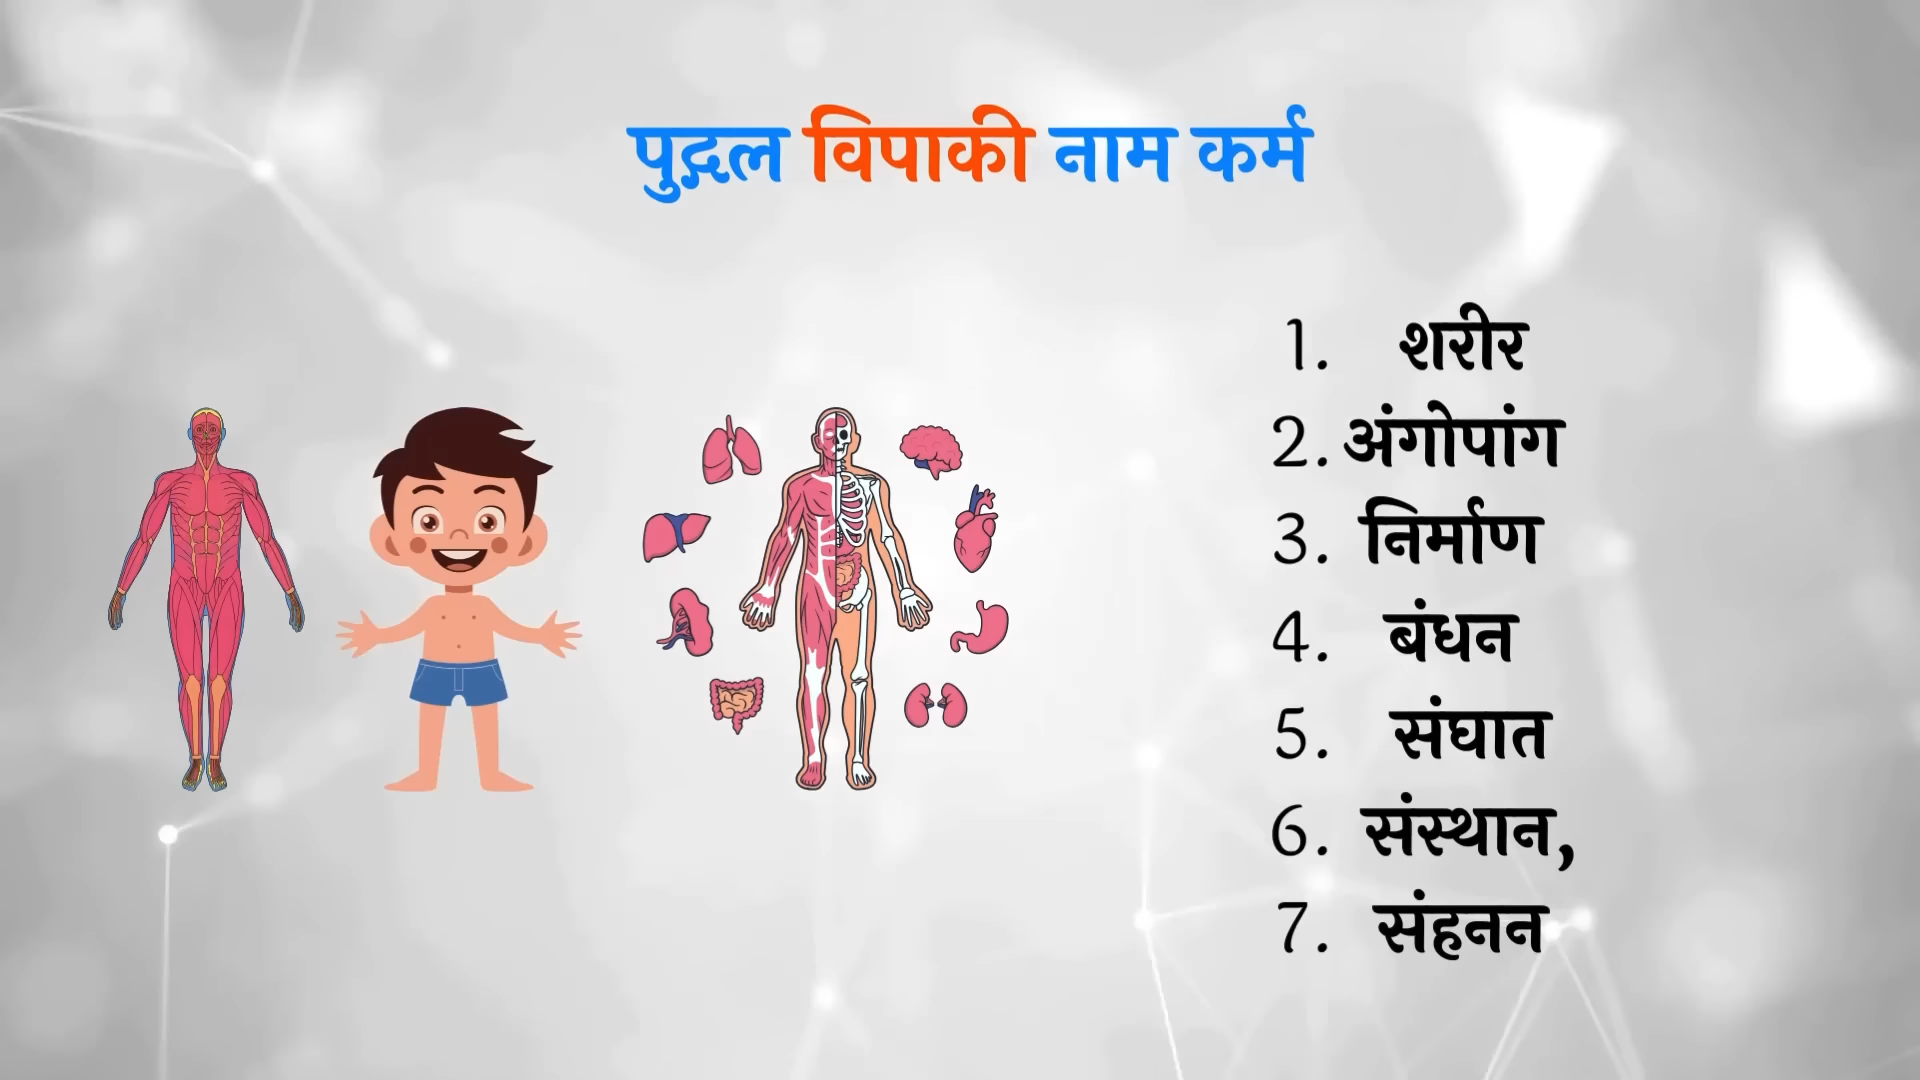 पुद्गल विपाकी नाम कर्म
1. शरीर
2. अंगोपांग
3. निर्माण
4. बंधन
5. संघात
6. संस्थान,
7. संहनन